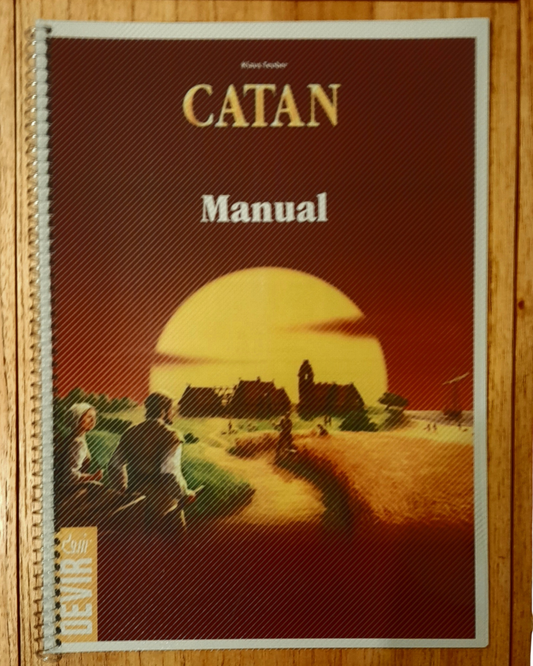 Klaus Teuber
CATAN
Manual
DEVIR